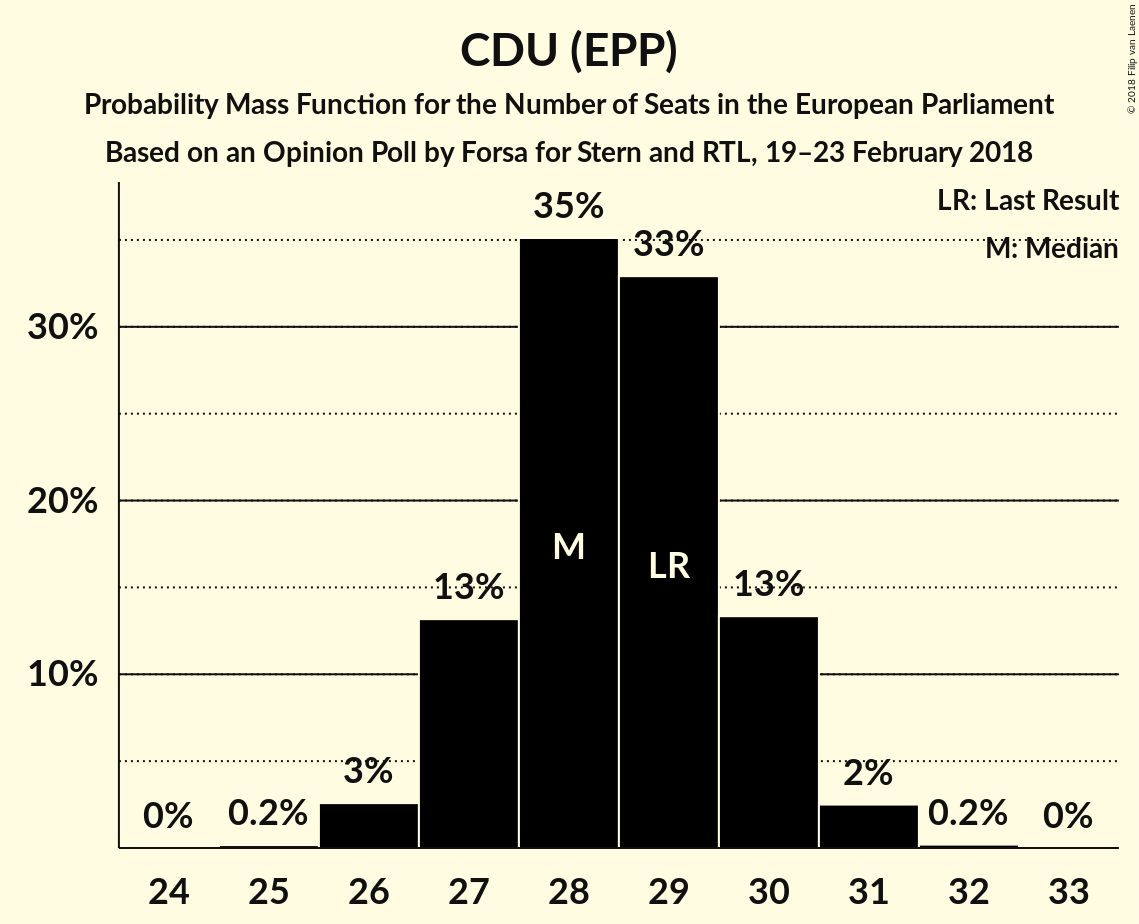 CDU (EPP)
Probability Mass Function for the Number of Seats in the European Parliament
Based on an Opinion Poll by Forsa for Stern and RTL, 19–23 February 2018
© 2018 Filip van Laenen
LR: Last Result
M: Median
35%
33%
30%
20%
10%
M
LR
13%
13%
3%
2%
0%
0.2%
0.2%
0%
24 25 26 27 28 29 30 31 32 33